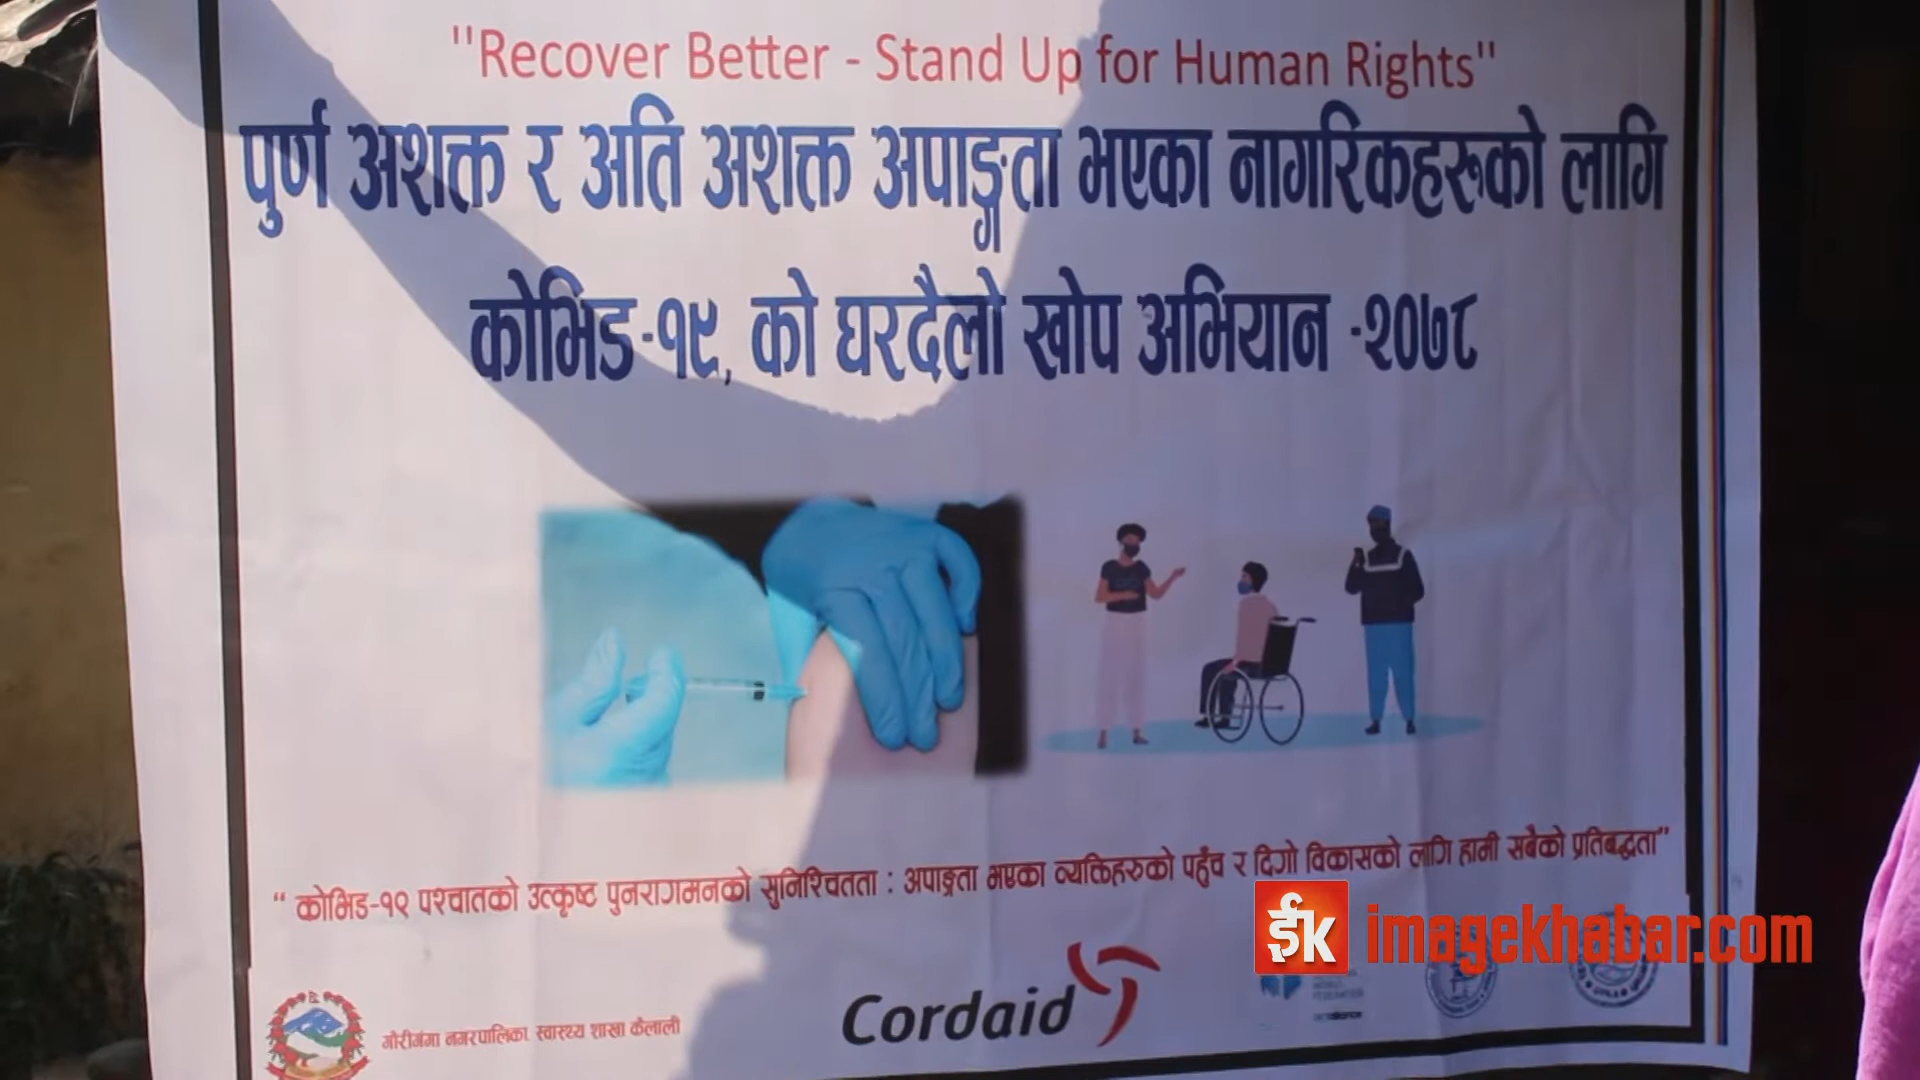 "Recover Better - Stand Up for Human Rights"
पुर्ण अशक्त र अति अशक्त अपाङ्गता भएका नागरिकहरुको लागि
कोभिड-१९, को घरदैलो खोप अभियान -२०७८
“ कोभिड-१९ पश्चातको उत्कृष्ट पुनरागमनको सुनिश्चितता : अपाङ्गता भएका व्यक्तिहरुको पहुँच र दिगो विकासको लागि हामी सबैको प्रतिबद्धता”
ईk imagekhabar.com
गौरीगंगा नगरपालिका, स्वास्थ्य शाखा कैलाली
Cordaid